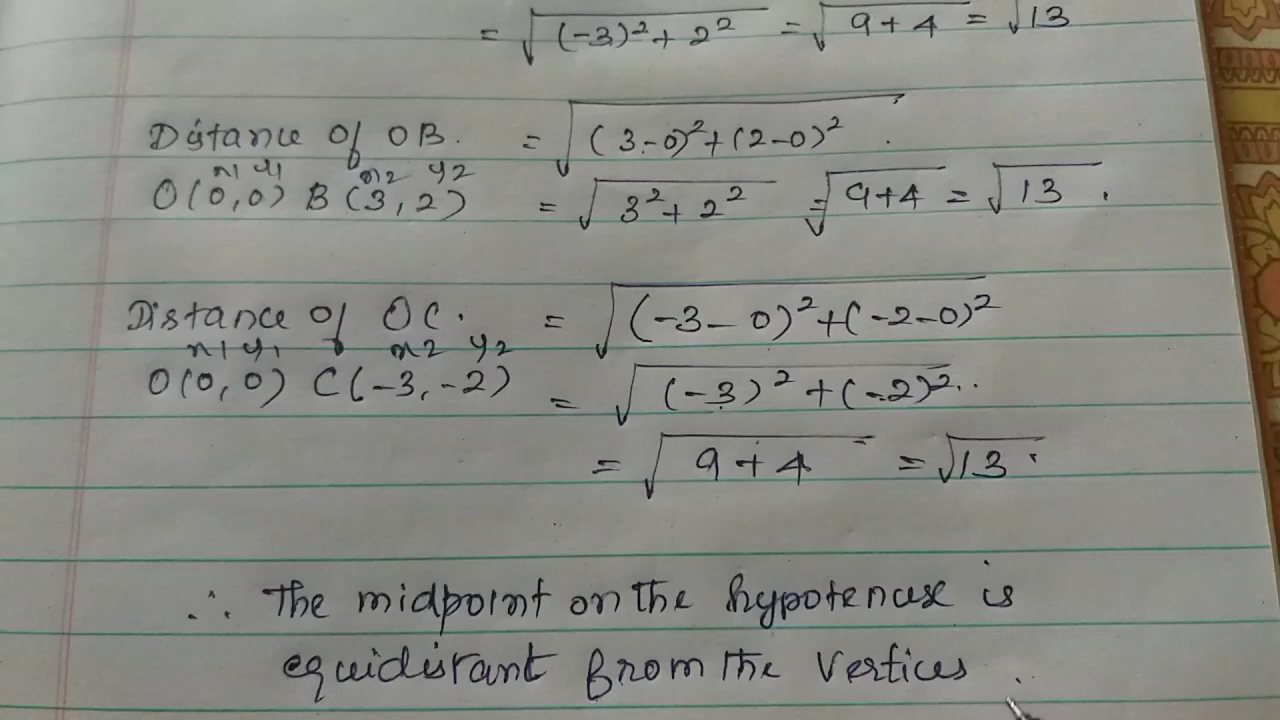 = √(-3)²+2² = √9+4 = √13
Distance of OB. = √(3-0)²+(2-0)²
x1 y1 x2 y2
O(0,0) B(3,2) = √3²+2² = √9+4 = √13.
Distance of OC. = √(-3-0)²+(-2-0)²
x1 y1 x2 y2
O(0,0) C(-3,-2) = √(-3)²+(-2)²
= √9+4 = √13.
∴ The midpoint on the hypotenuse is
equidistant from the vertices.